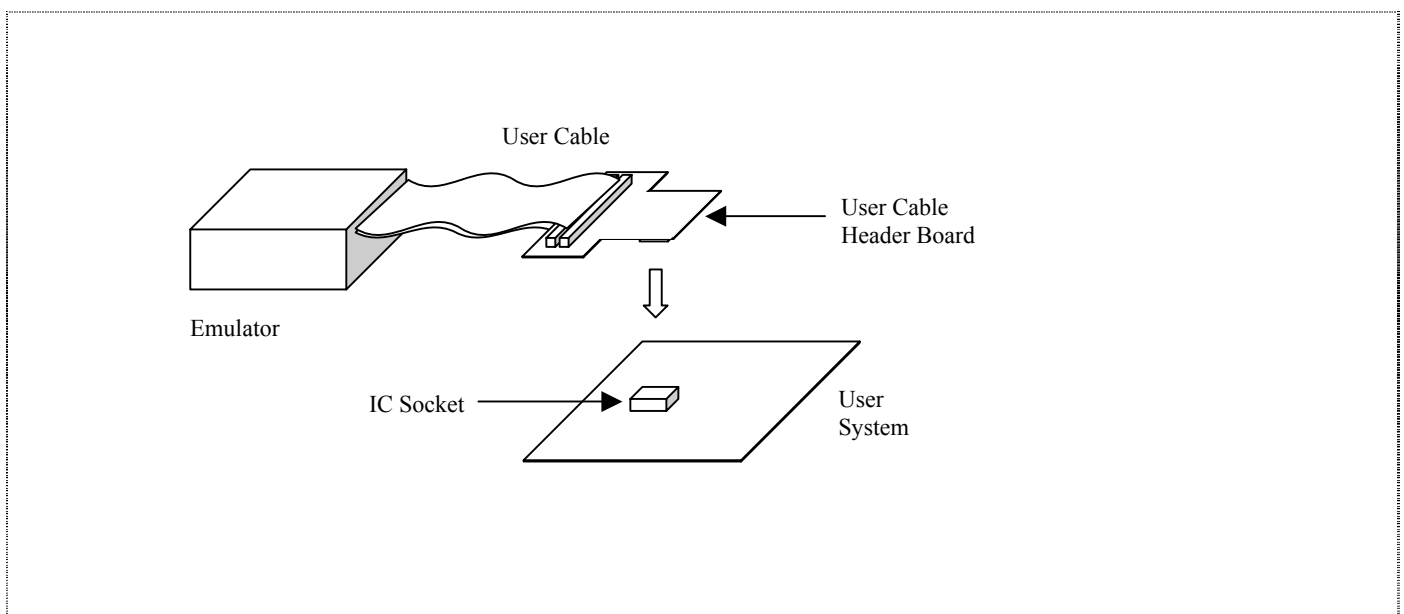 User Cable
User Cable
Header Board
Emulator
IC Socket
User
System